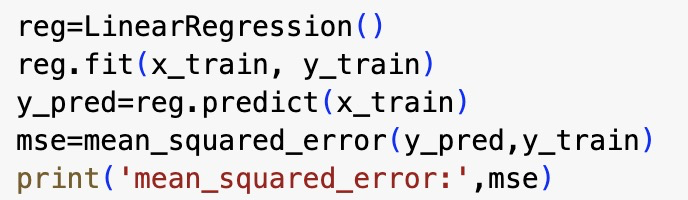 reg=LinearRegression()
reg.fit(x_train, y_train)
y_pred=reg.predict(x_train)
mse=mean_squared_error(y_pred,y_train)
print('mean_squared_error:',mse)